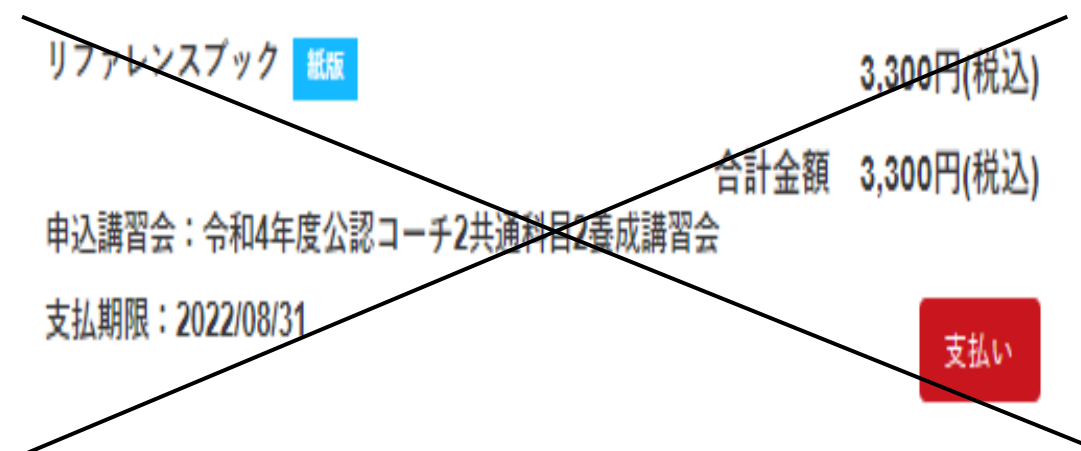 リファレンスブック 紙版 3,300円(税込)
合計金額 3,300円(税込)
申込講習会：令和4年度公認コーチ2共通科目2養成講習会
支払期限：2022/08/31
支払い